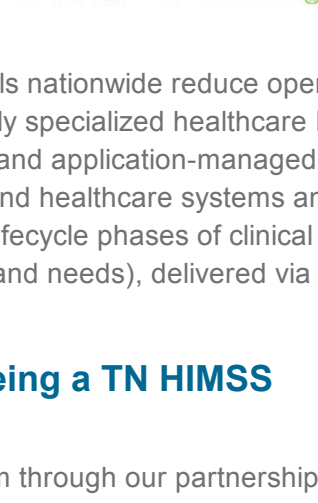 ls nationwide reduce oper
ly specialized healthcare
and application-managed
nd healthcare systems an
fecycle phases of clinical
and needs), delivered via
eing a TN HIMSS
m through our partnership